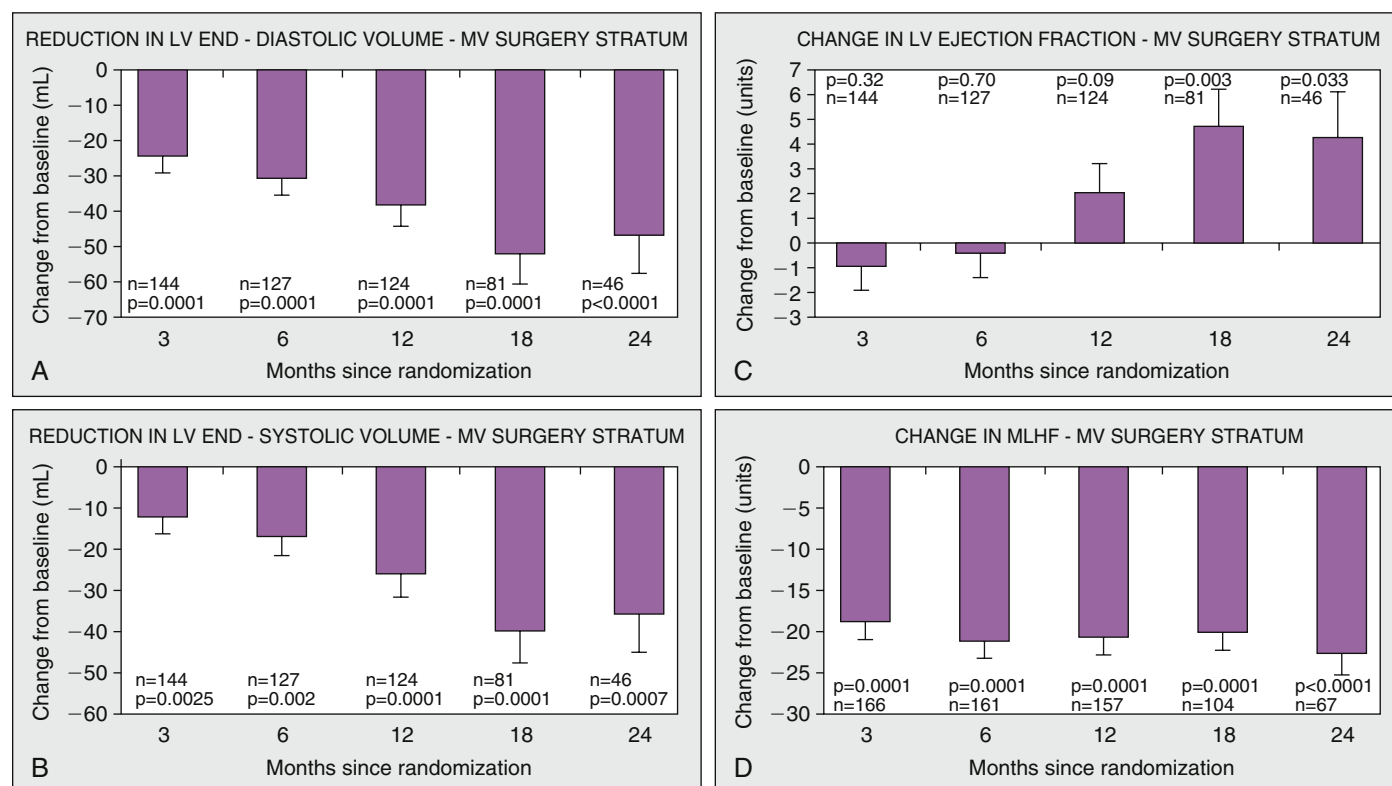 REDUCTION IN LV END - DIASTOLIC VOLUME - MV SURGERY STRATUM
Change from baseline (mL)
0
−10
−20
−30
−40
−50
−60
−70
n=144 n=127 n=124 n=81 n=46
p=0.0001 p=0.0001 p=0.0001 p=0.0001 p<0.0001
3 6 12 18 24
Months since randomization
A
CHANGE IN LV EJECTION FRACTION - MV SURGERY STRATUM
Change from baseline (units)
7
6
5
4
3
2
1
0
−1
−2
−3
p=0.32 p=0.70 p=0.09 p=0.003 p=0.033
n=144 n=127 n=124 n=81 n=46
3 6 12 18 24
Months since randomization
C
REDUCTION IN LV END - SYSTOLIC VOLUME - MV SURGERY STRATUM
Change from baseline (mL)
0
−10
−20
−30
−40
−50
−60
n=144 n=127 n=124 n=81 n=46
p=0.0025 p=0.002 p=0.0001 p=0.0001 p=0.0007
3 6 12 18 24
Months since randomization
B
CHANGE IN MLHF - MV SURGERY STRATUM
Change from baseline (units)
0
−5
−10
−15
−20
−25
−30
p=0.0001 p=0.0001 p=0.0001 p=0.0001 p<0.0001
n=166 n=161 n=157 n=104 n=67
3 6 12 18 24
Months since randomization
D